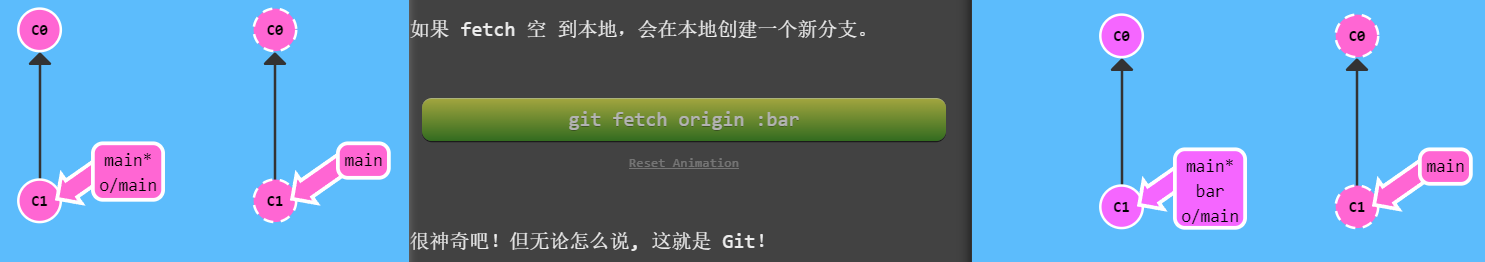 C0
C0
main*
o/main
main
C1
C1
如果 fetch 空 到本地，会在本地创建一个新分支。
git fetch origin :bar
Reset Animation
很神奇吧！但无论怎么说, 这就是 Git！
C0
C0
main*
bar
o/main
main
C1
C1